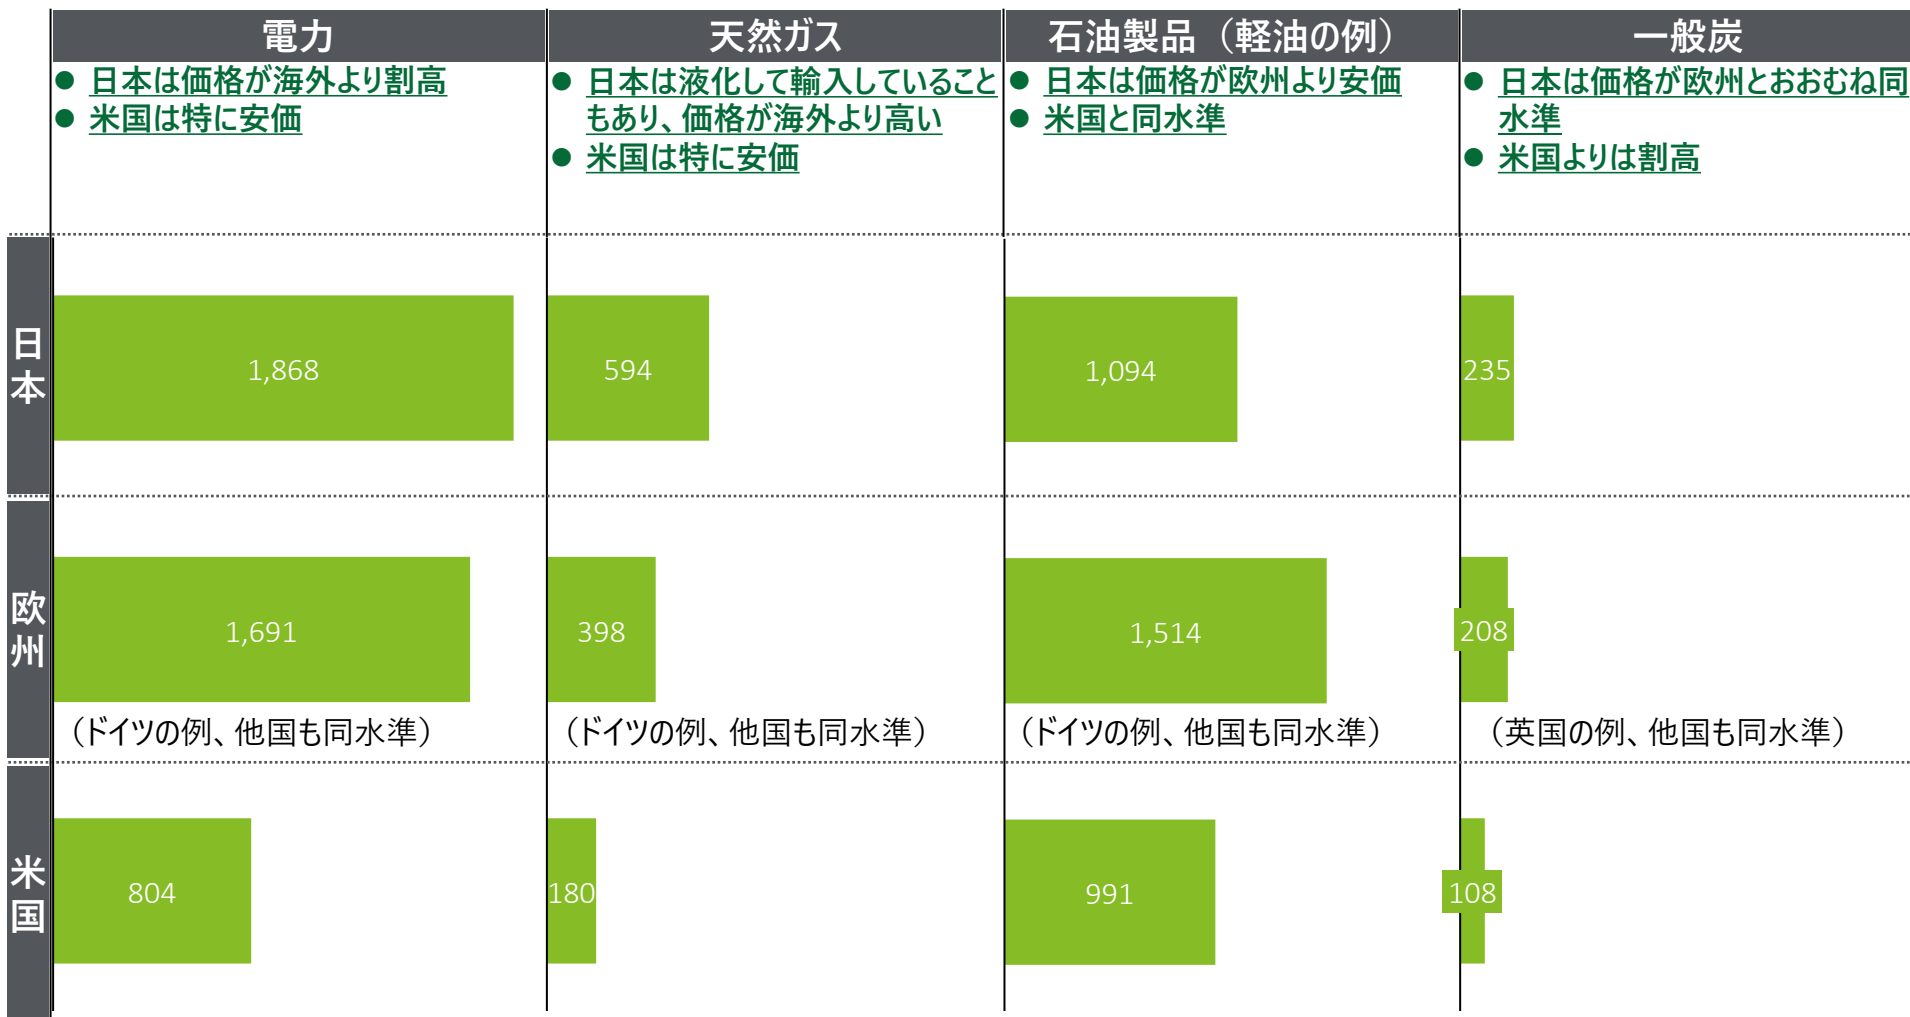 電力
天然ガス
石油製品（軽油の例）
一般炭
● 日本は価格が海外より割高
● 米国は特に安価
● 日本は液化して輸入していること
もあり、価格が海外より高い
● 米国は特に安価
● 日本は価格が欧州より安価
● 米国と同水準
● 日本は価格が欧州とおおむね同
水準
● 米国よりは割高
日本
1,868
594
1,094
235
欧州
1,691
398
1,514
208
（ドイツの例、他国も同水準）
（ドイツの例、他国も同水準）
（ドイツの例、他国も同水準）
（英国の例、他国も同水準）
米国
804
180
991
108